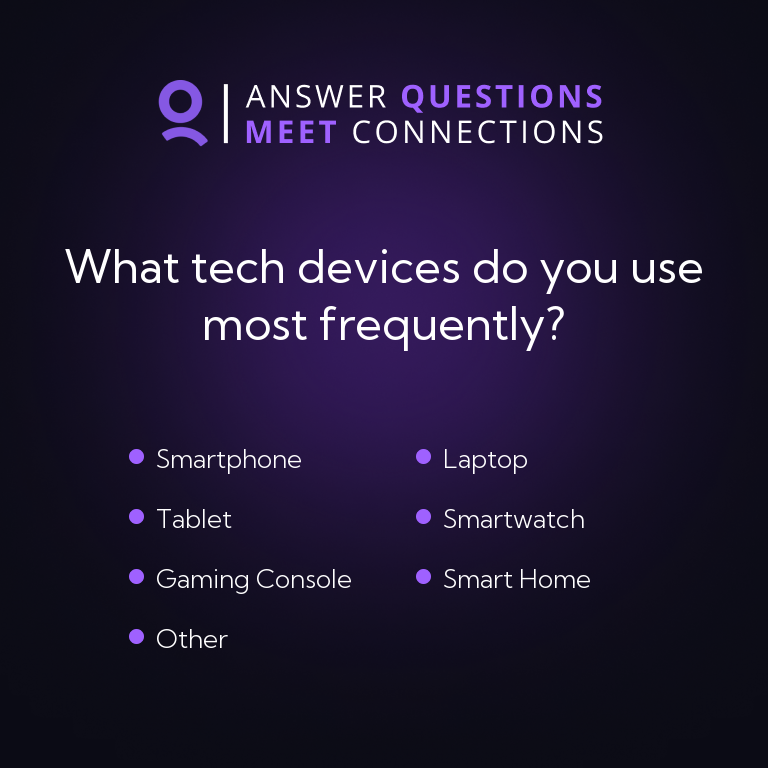 ANSWER QUESTIONS
MEET CONNECTIONS
What tech devices do you use
most frequently?
Smartphone
Laptop
Tablet
Smartwatch
Gaming Console
Smart Home
Other